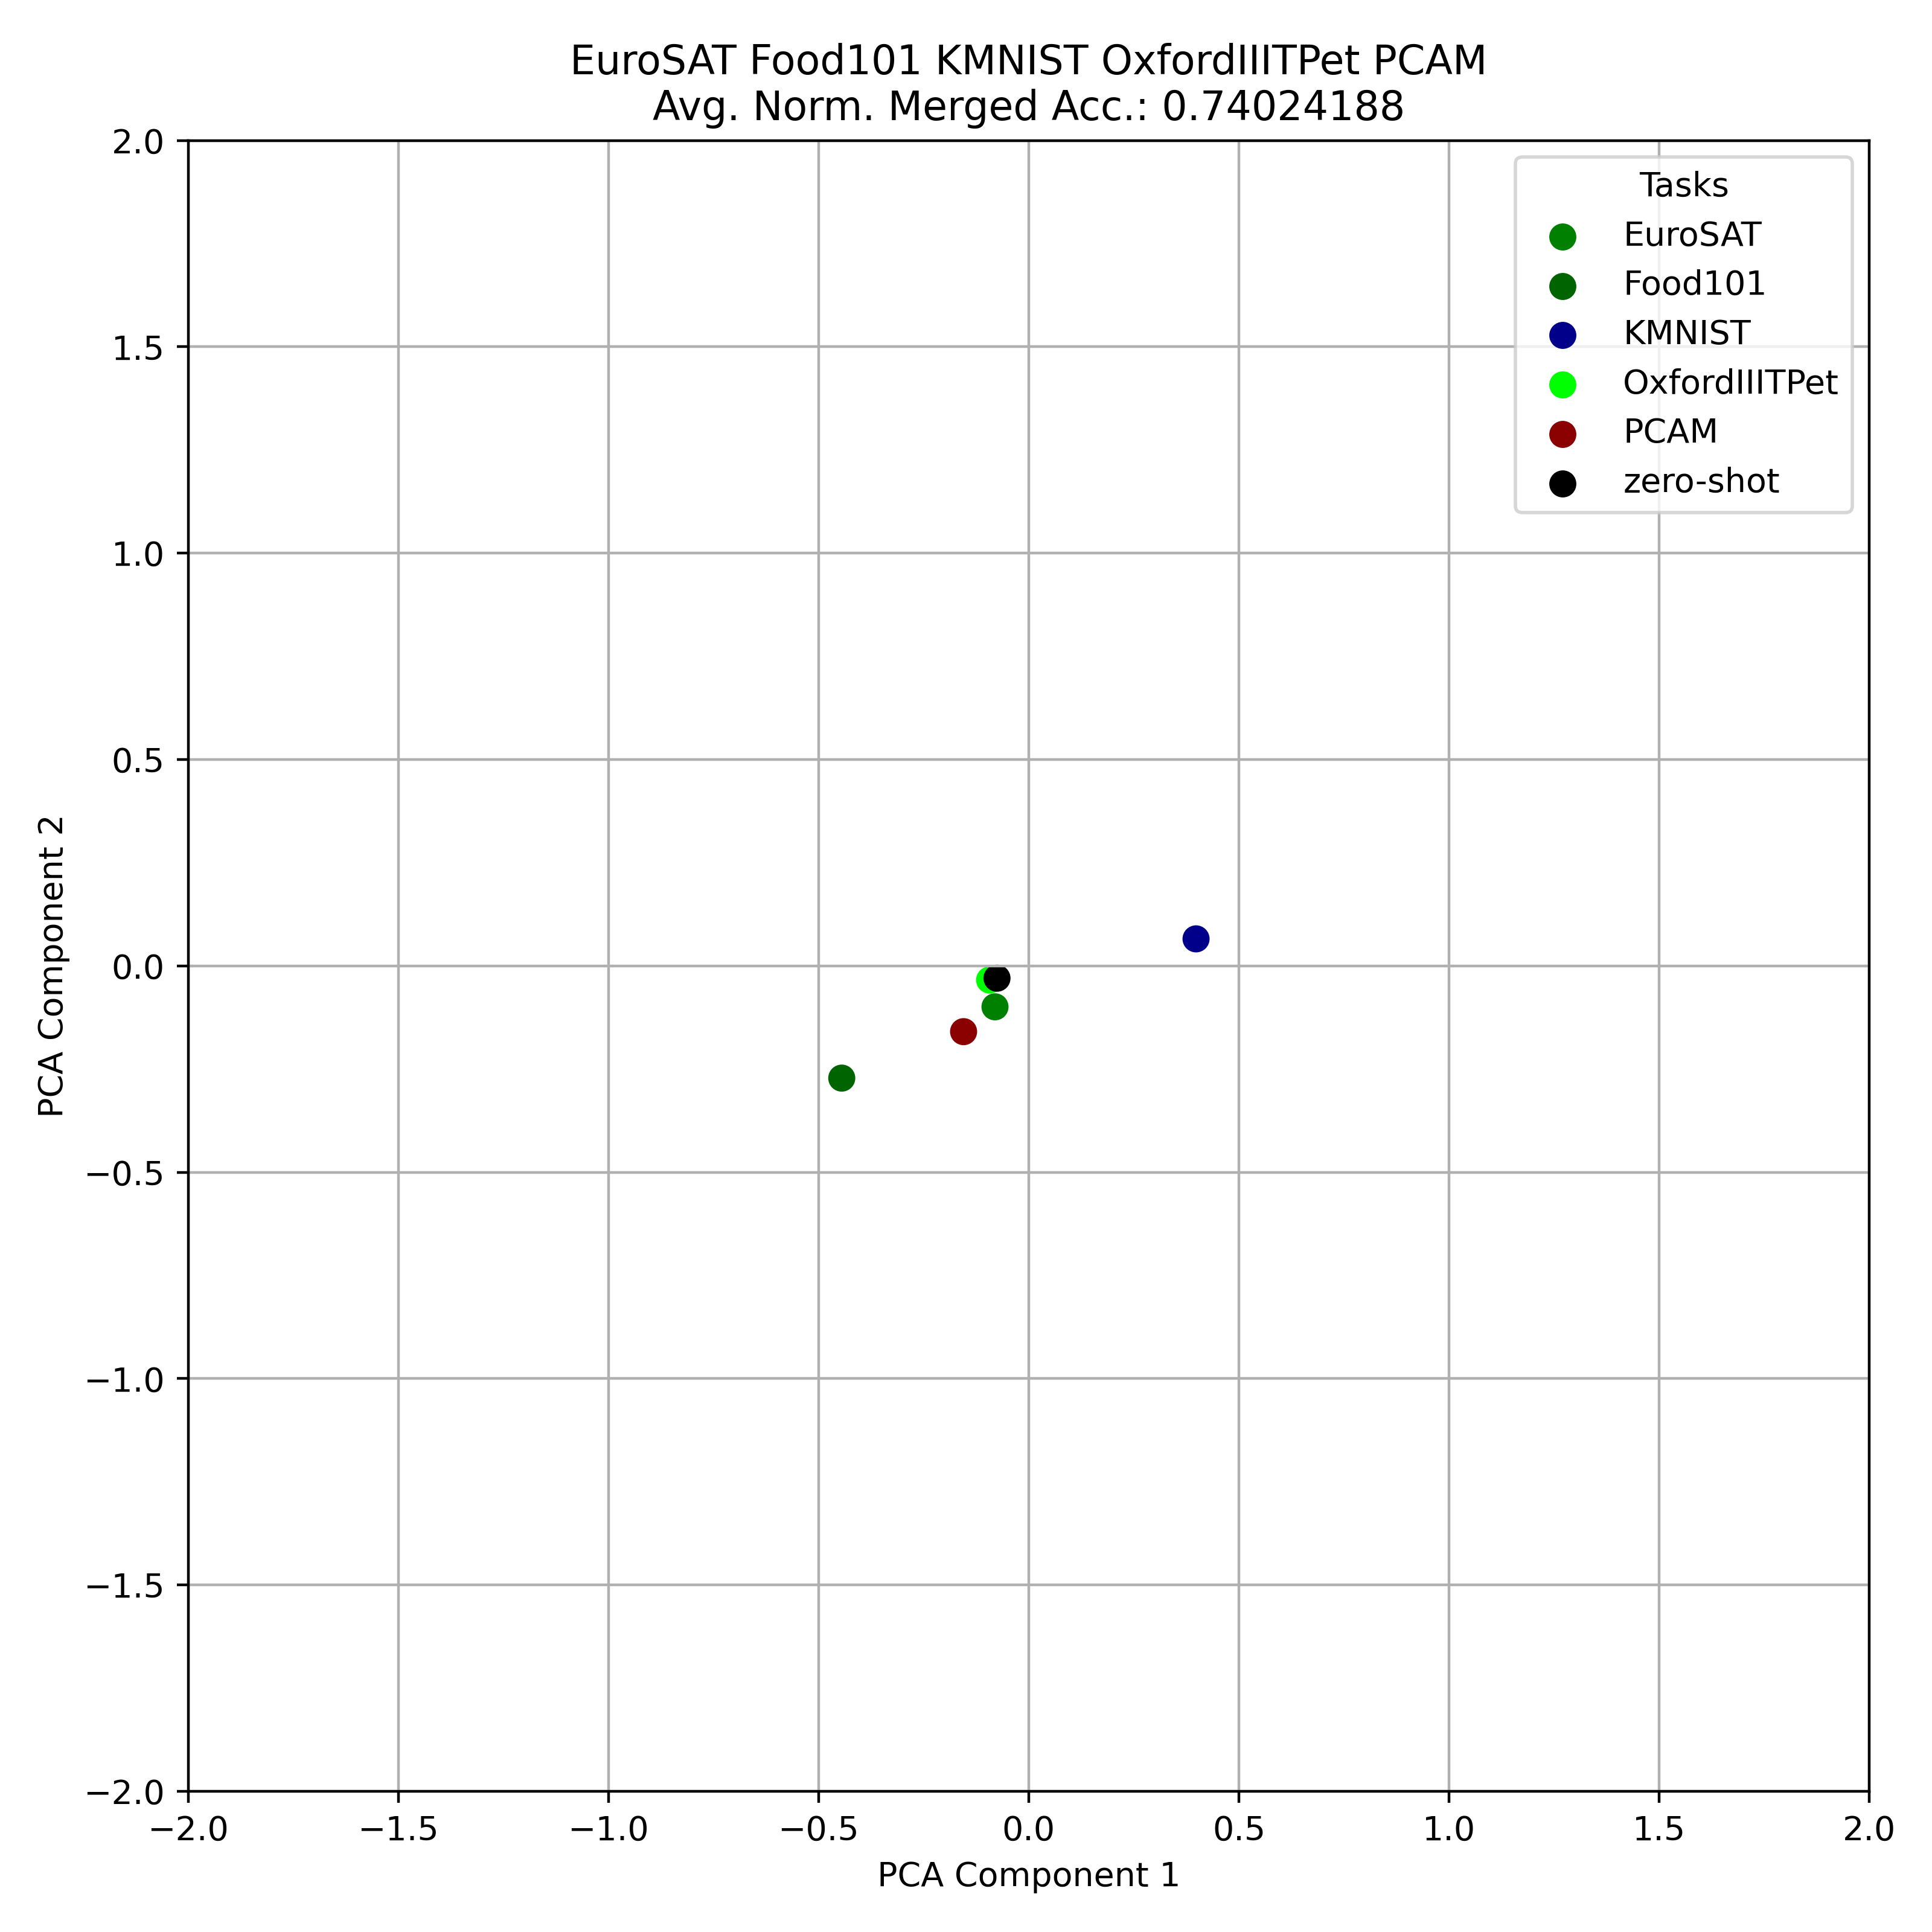 EuroSAT Food101 KMNIST OxfordIIITPet PCAM
Avg. Norm. Merged Acc.: 0.74024188
Tasks
EuroSAT
Food101
KMNIST
OxfordIIITPet
PCAM
zero-shot
PCA Component 2
2.0
1.5
1.0
0.5
0.0
−0.5
−1.0
−1.5
−2.0
−2.0 −1.5 −1.0 −0.5 0.0 0.5 1.0 1.5 2.0
PCA Component 1